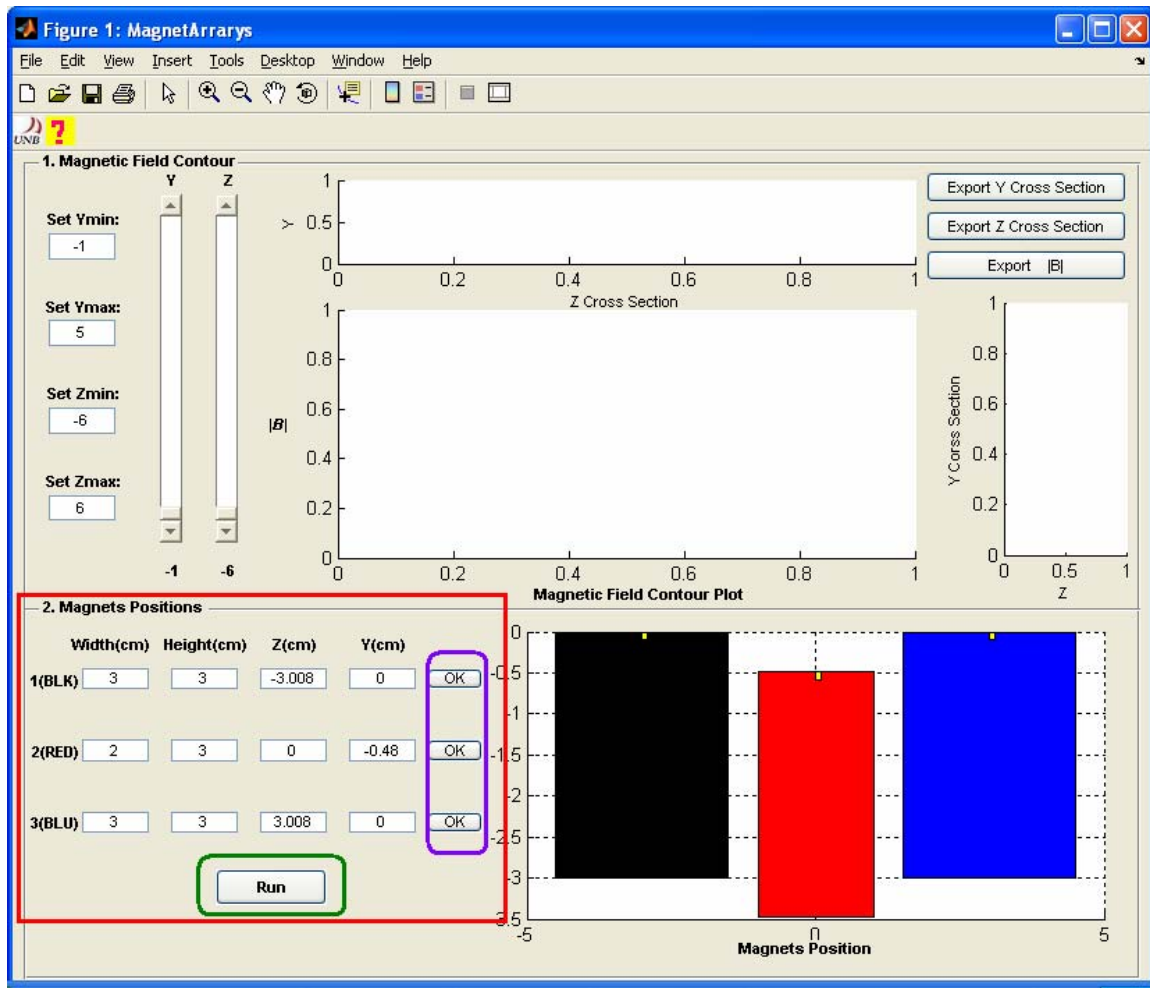 Figure 1: MagnetArrarys
File Edit View Insert Tools Desktop Window Help
UNB ?
1. Magnetic Field Contour
Y Z
Set Ymin:
-1
Set Ymax:
5
Set Zmin:
-6
Set Zmax:
6
-1 -6
Y
1
0.5
0
0 0.2 0.4 0.6 0.8 1
Z Cross Section
|B|
1
0.8
0.6
0.4
0.2
0
0 0.2 0.4 0.6 0.8 1
Magnetic Field Contour Plot
Export Y Cross Section
Export Z Cross Section
Export |B|
Y Corss Section
1
0.8
0.6
0.4
0.2
0
0 0.5 1
Z
2. Magnets Positions
Width(cm) Height(cm) Z(cm) Y(cm)
1(BLK) 3 3 -3.008 0 OK
2(RED) 2 3 0 -0.48 OK
3(BLU) 3 3 3.008 0 OK
Run
0
-0.5
-1
-1.5
-2
-2.5
-3
3.5
-5 0 5
Magnets Position